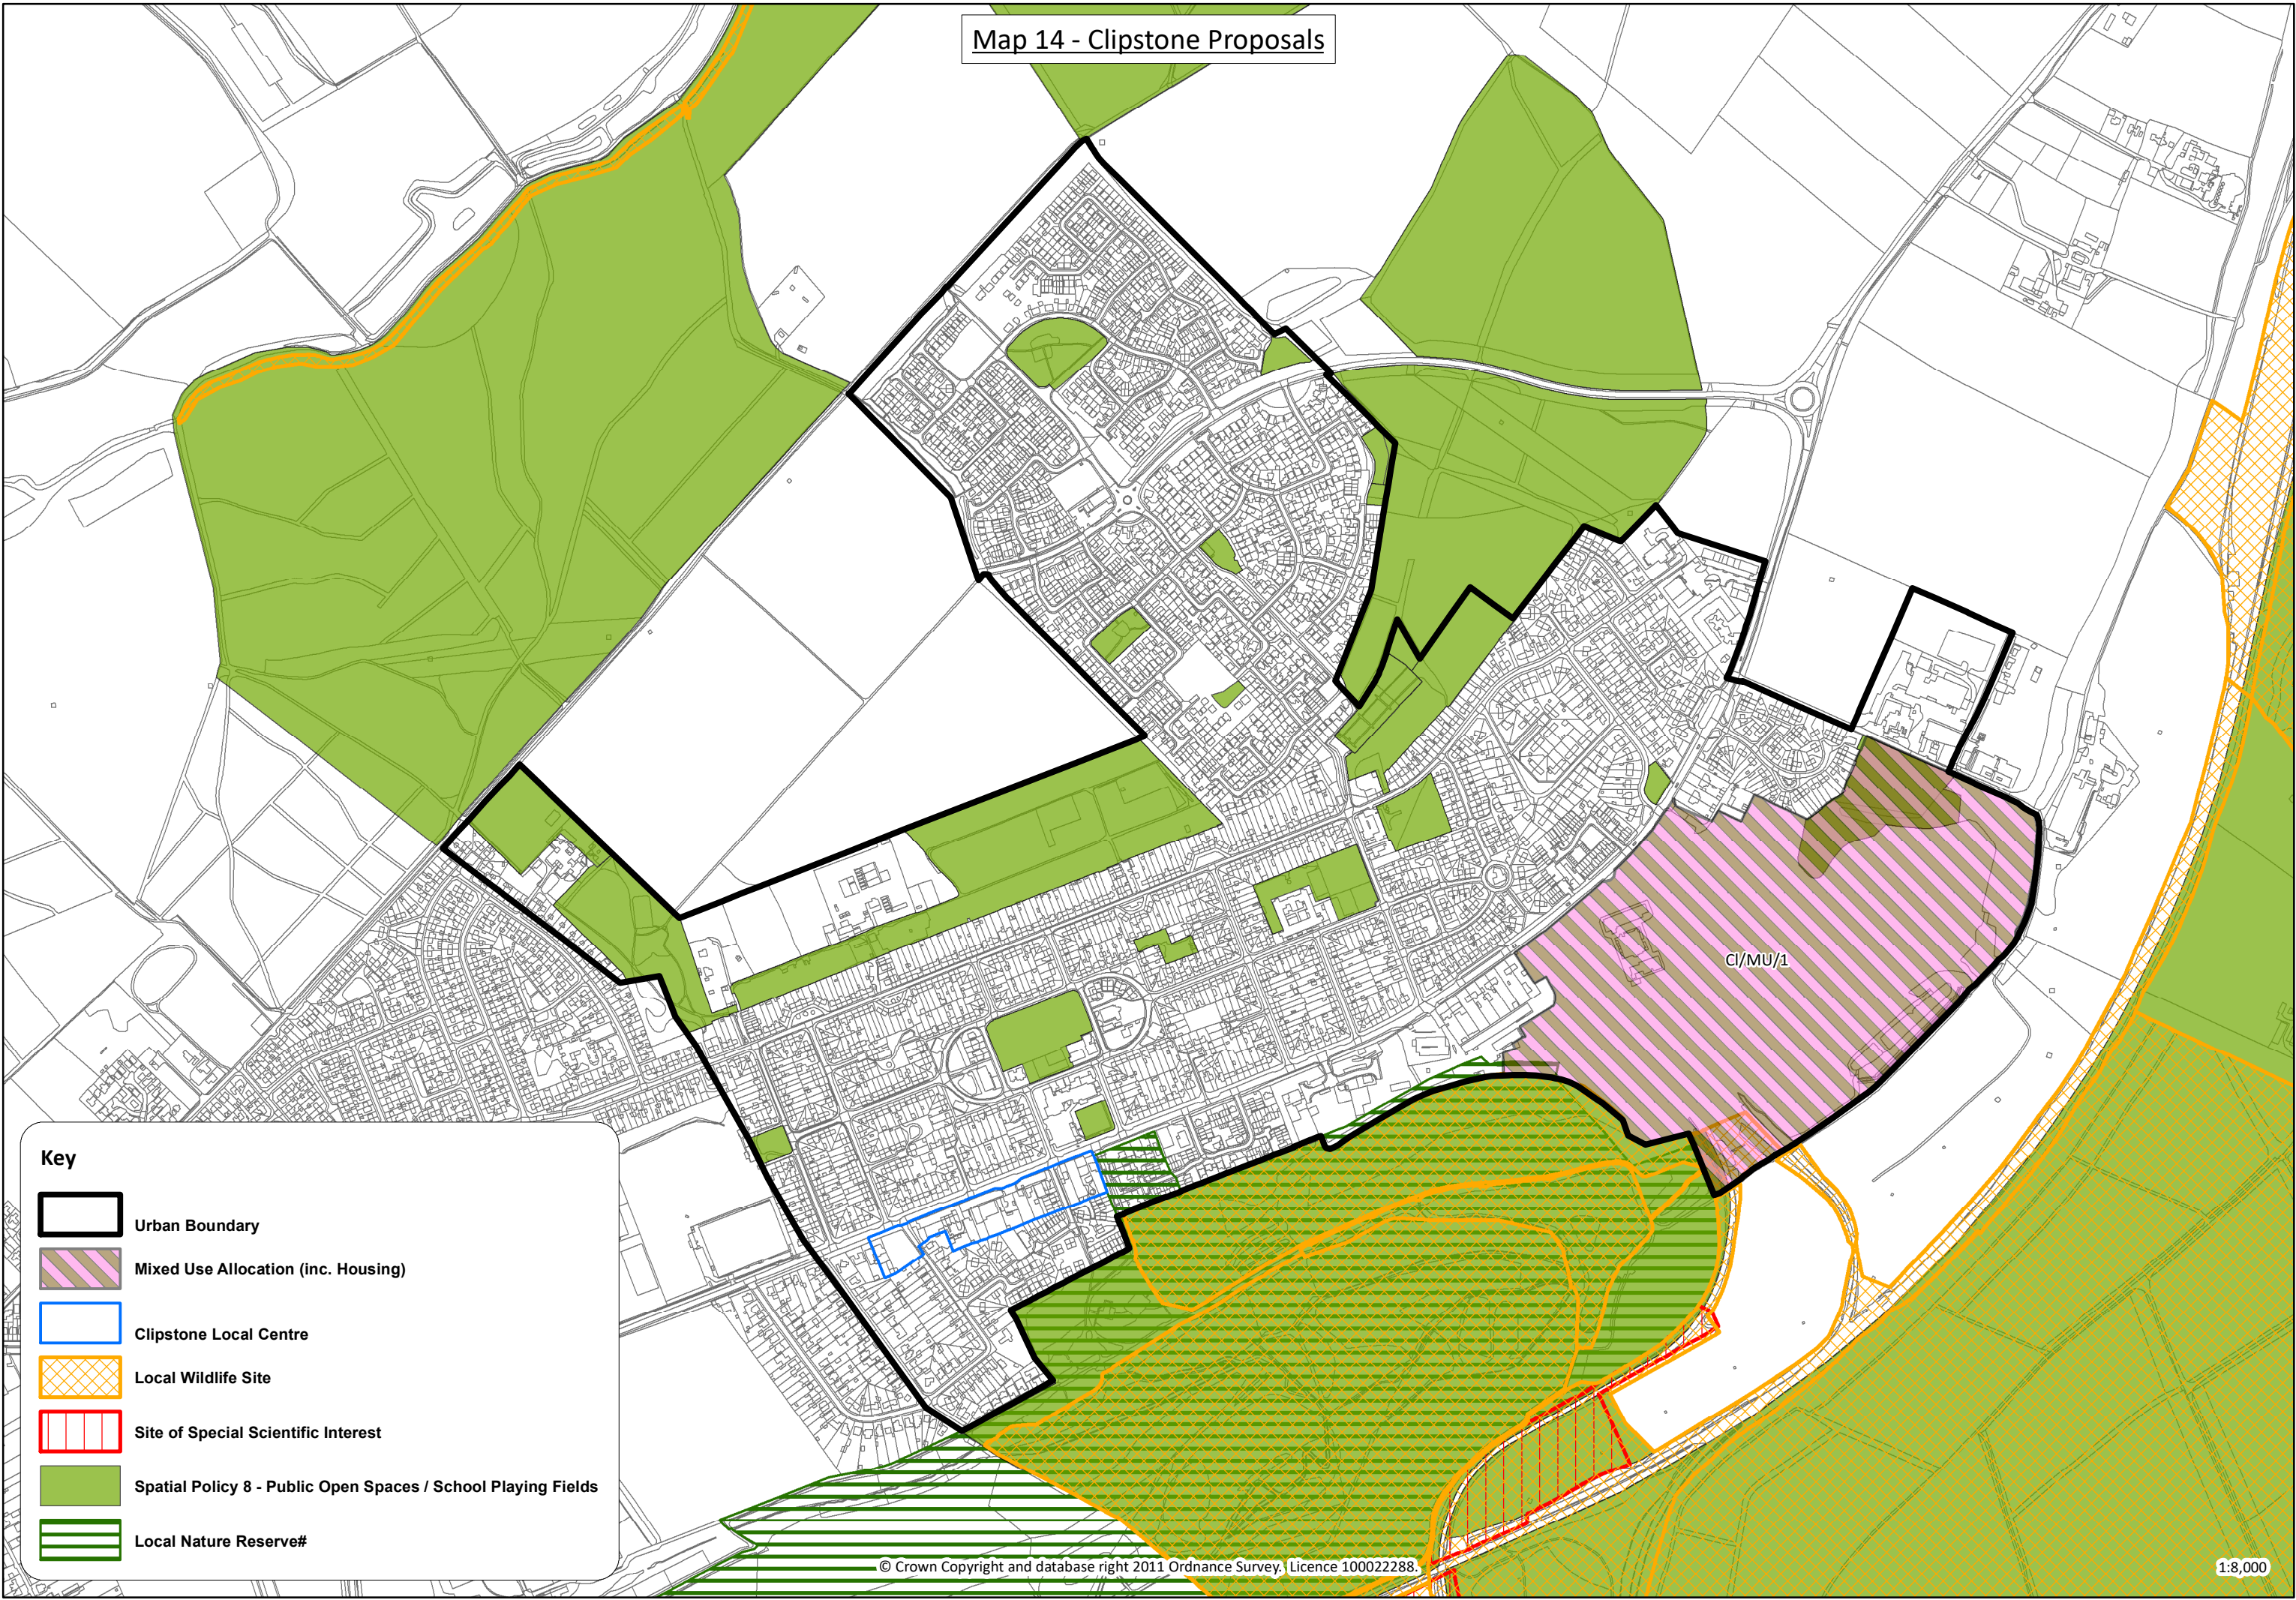 Map 14 - Clipstone Proposals
Cl/MU/1
Key
Urban Boundary
Mixed Use Allocation (inc. Housing)
Clipstone Local Centre
Local Wildlife Site
Site of Special Scientific Interest
Spatial Policy 8 - Public Open Spaces / School Playing Fields
Local Nature Reserve#
© Crown Copyright and database right 2011 Ordnance Survey. Licence 100022288.
1:8,000